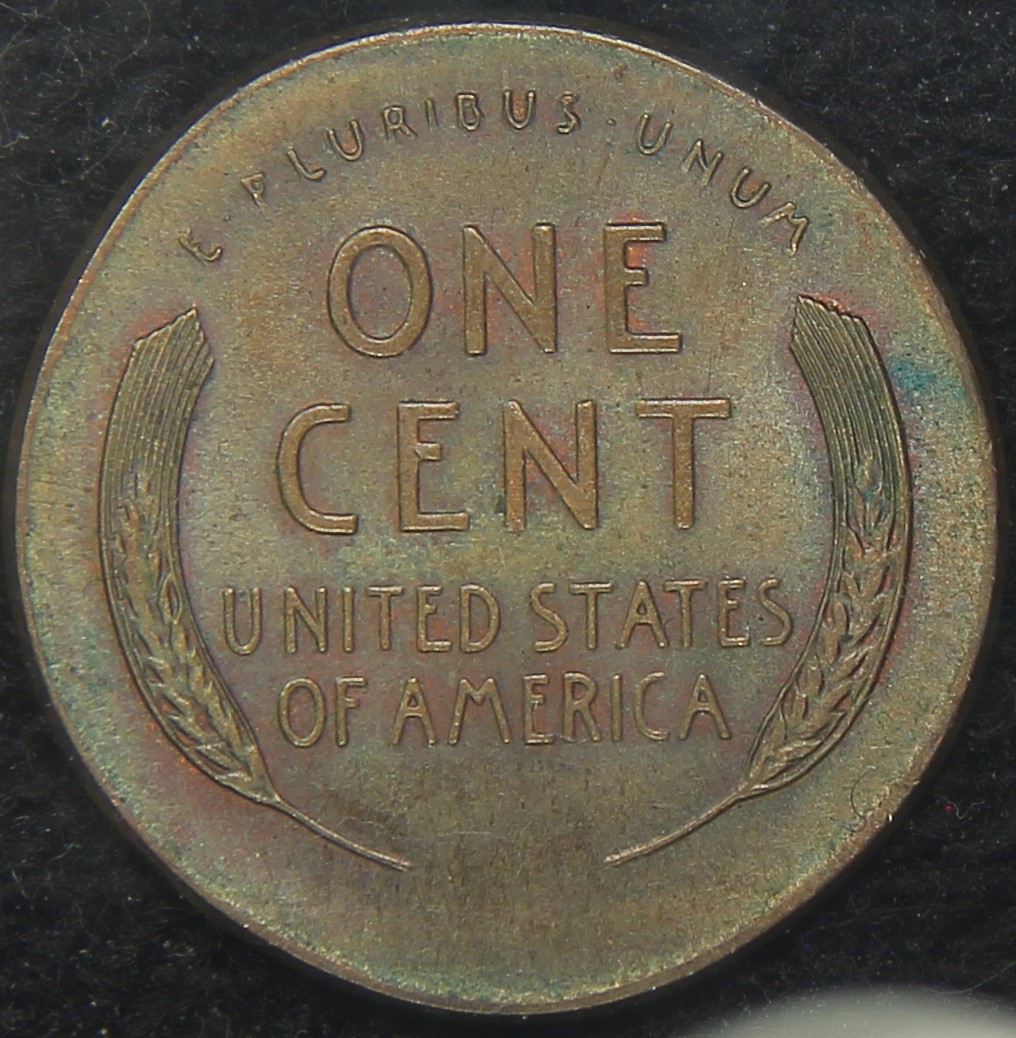 E · PLURIBUS · UNUM
ONE
CENT
UNITED STATES
OF AMERICA